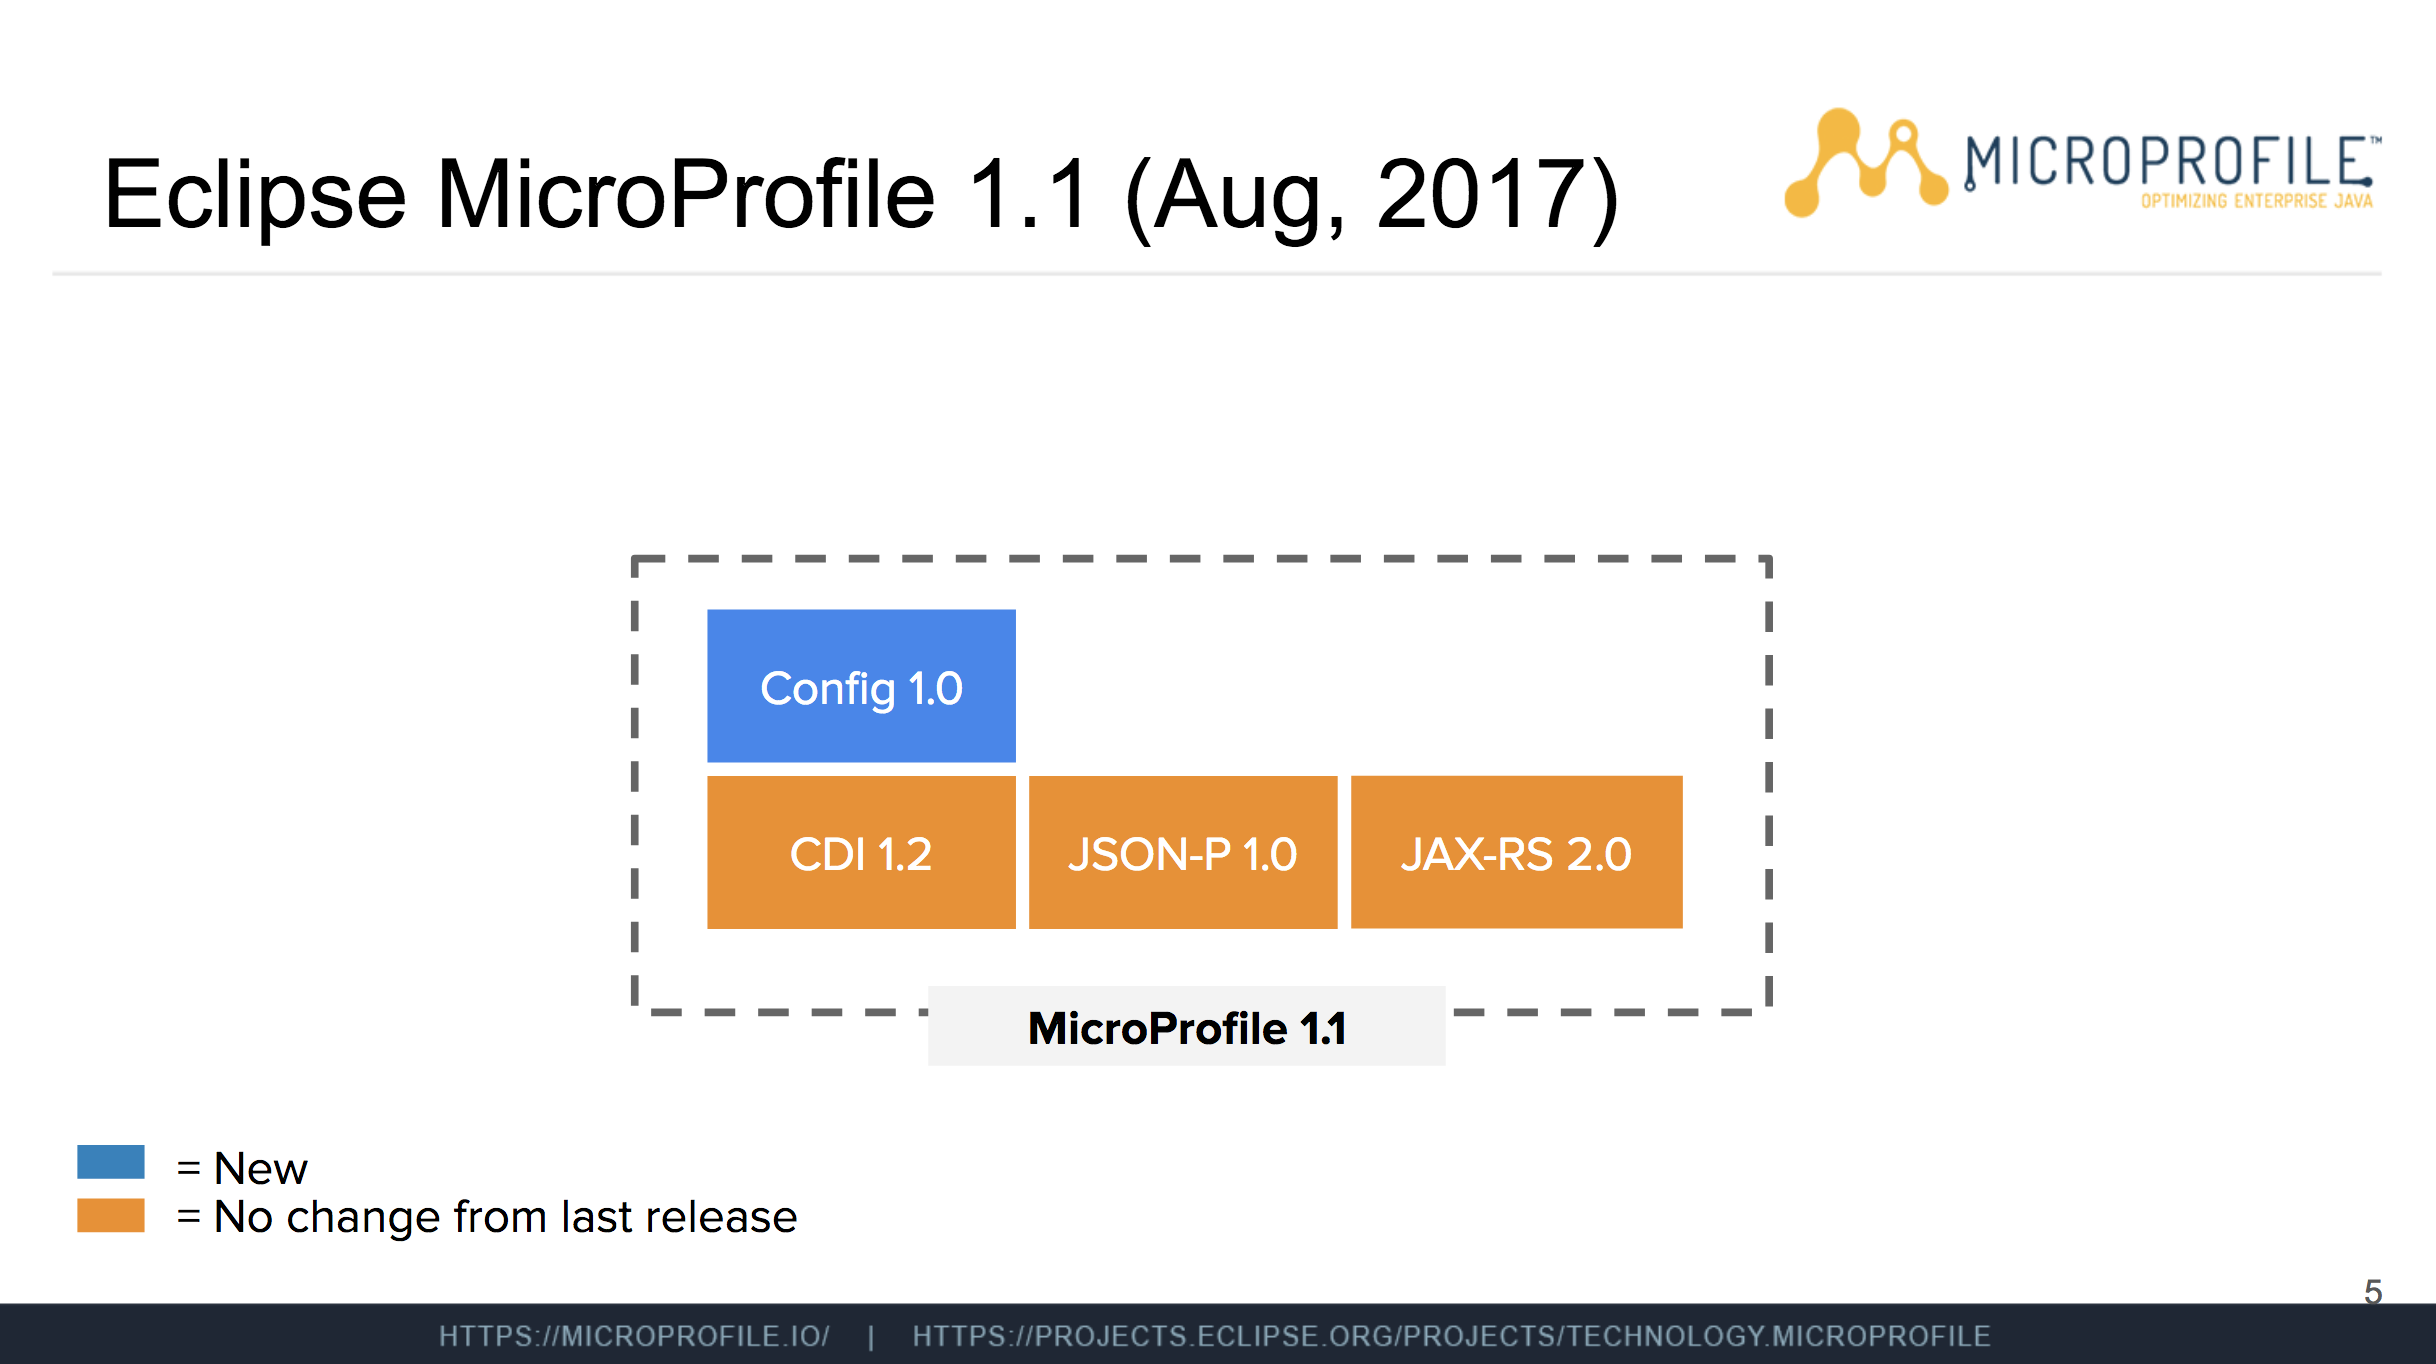 Eclipse MicroProfile 1.1 (Aug, 2017)
MICROPROFILE™
OPTIMIZING ENTERPRISE JAVA
Config 1.0
CDI 1.2 JSON-P 1.0 JAX-RS 2.0
MicroProfile 1.1
= New
= No change from last release
5
HTTPS://MICROPROFILE.IO/ | HTTPS://PROJECTS.ECLIPSE.ORG/PROJECTS/TECHNOLOGY.MICROPROFILE